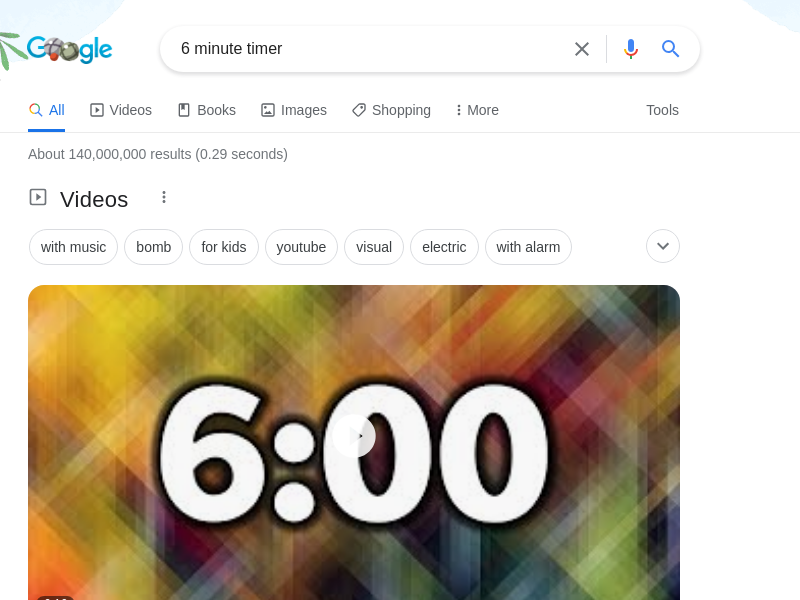 Google
6 minute timer
All Videos Books Images Shopping More Tools
About 140,000,000 results (0.29 seconds)
Videos
with music bomb for kids youtube visual electric with alarm
6:00